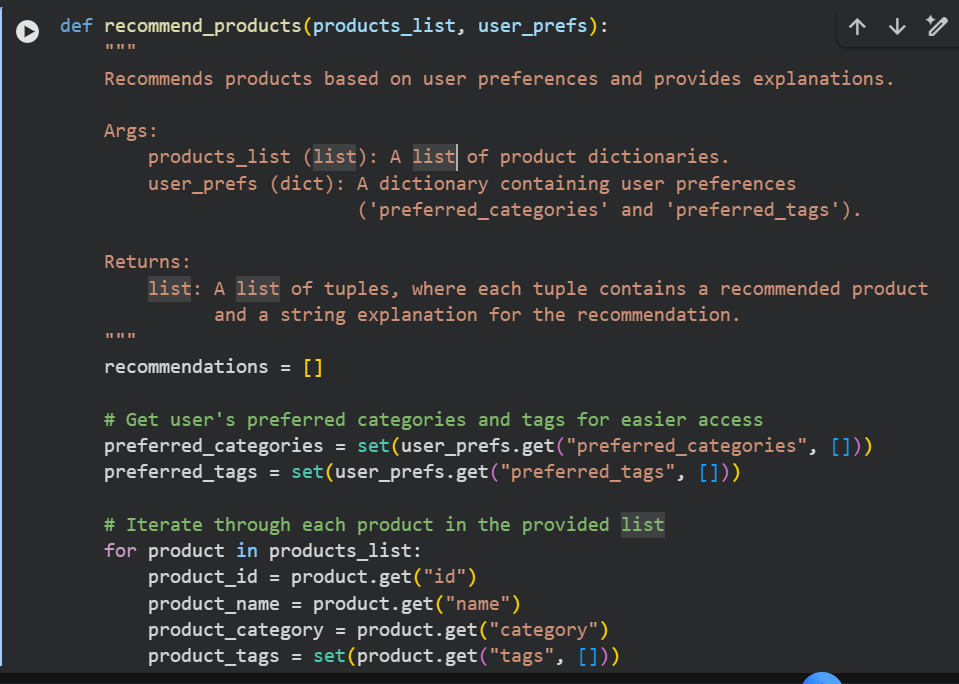 def recommend_products(products_list, user_prefs):
    """
    Recommends products based on user preferences and provides explanations.

    Args:
        products_list (list): A list of product dictionaries.
        user_prefs (dict): A dictionary containing user preferences
                           ('preferred_categories' and 'preferred_tags').

    Returns:
        list: A list of tuples, where each tuple contains a recommended product
              and a string explanation for the recommendation.
    """
    recommendations = []

    # Get user's preferred categories and tags for easier access
    preferred_categories = set(user_prefs.get("preferred_categories", []))
    preferred_tags = set(user_prefs.get("preferred_tags", []))

    # Iterate through each product in the provided list
    for product in products_list:
        product_id = product.get("id")
        product_name = product.get("name")
        product_category = product.get("category")
        product_tags = set(product.get("tags", []))